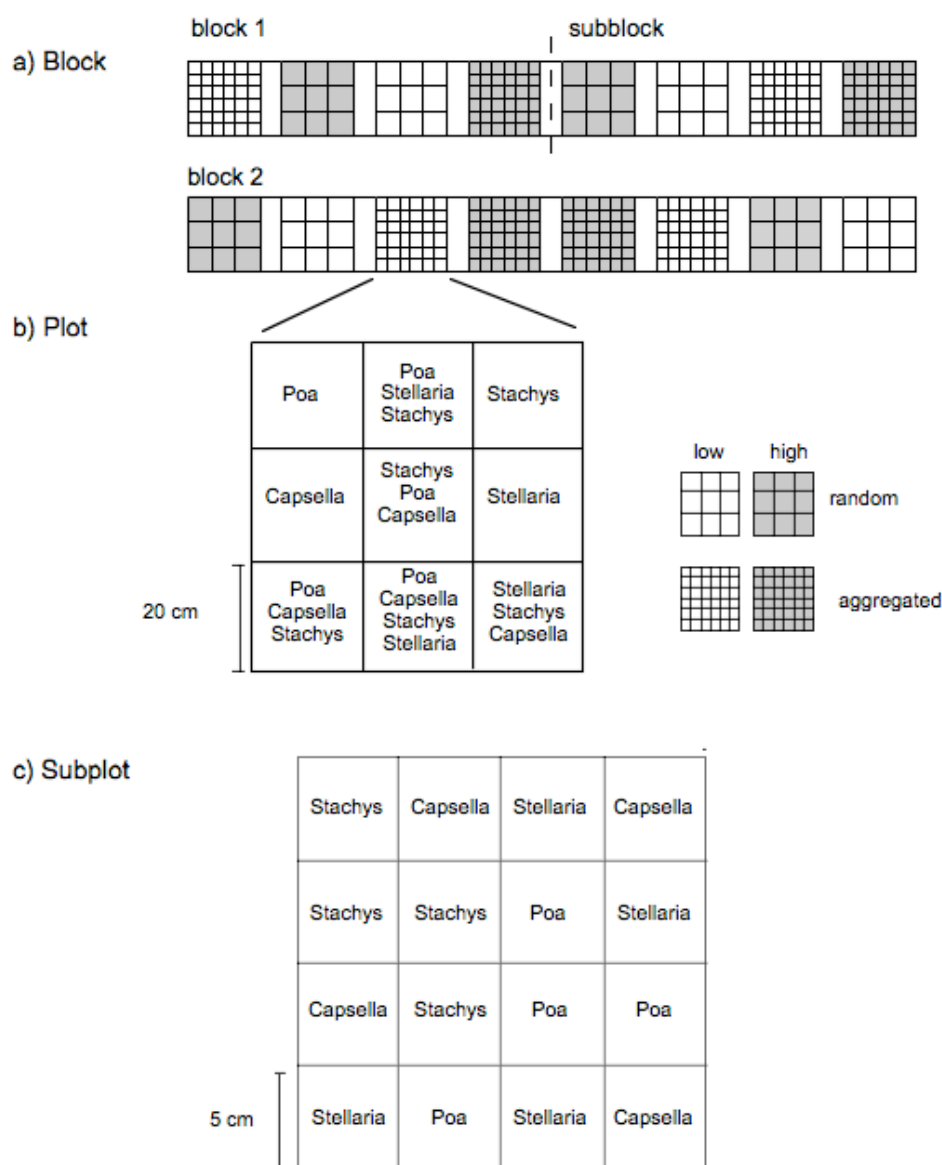 block 1
subblock
a) Block
block 2
b) Plot
Poa
Poa
Stellaria
Stachys
Stachys
Capsella
Stachys
Poa
Capsella
Stellaria
Poa
Capsella
Stachys
Poa
Capsella
Stachys
Stellaria
Stellaria
Stachys
Capsella
20 cm
low
high
random
aggregated
c) Subplot
Stachys
Capsella
Stellaria
Capsella
Stachys
Stachys
Poa
Stellaria
Capsella
Stachys
Poa
Poa
Stellaria
Poa
Stellaria
Capsella
5 cm